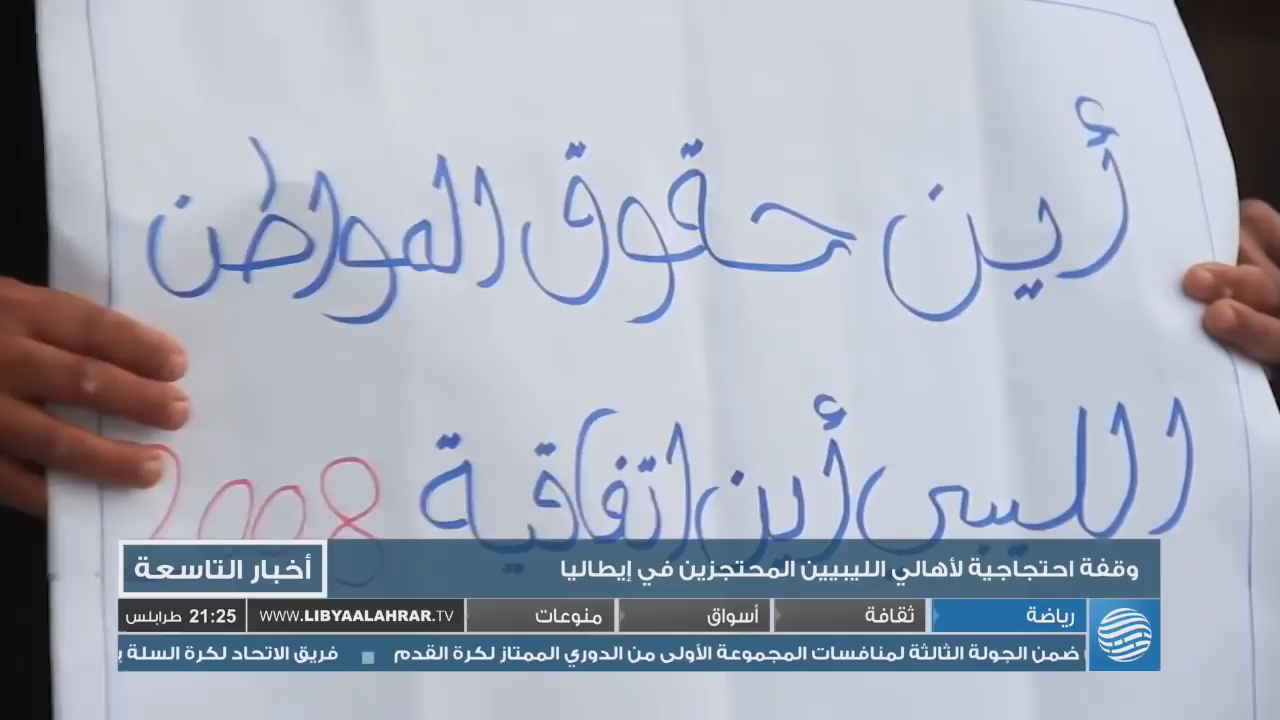 أين حقوق المواطن
الليبي أين اتفاقية 2008
أخبار التاسعة
وقفة احتجاجية لأهالي الليبيين المحتجزين في إيطاليا
رياضة
ثقافة
أسواق
منوعات
WWW.LIBYAALAHRAR.TV
21:25 طرابلس
ضمن الجولة الثالثة لمنافسات المجموعة الأولى من الدوري الممتاز لكرة القدم ■ فريق الاتحاد لكرة السلة